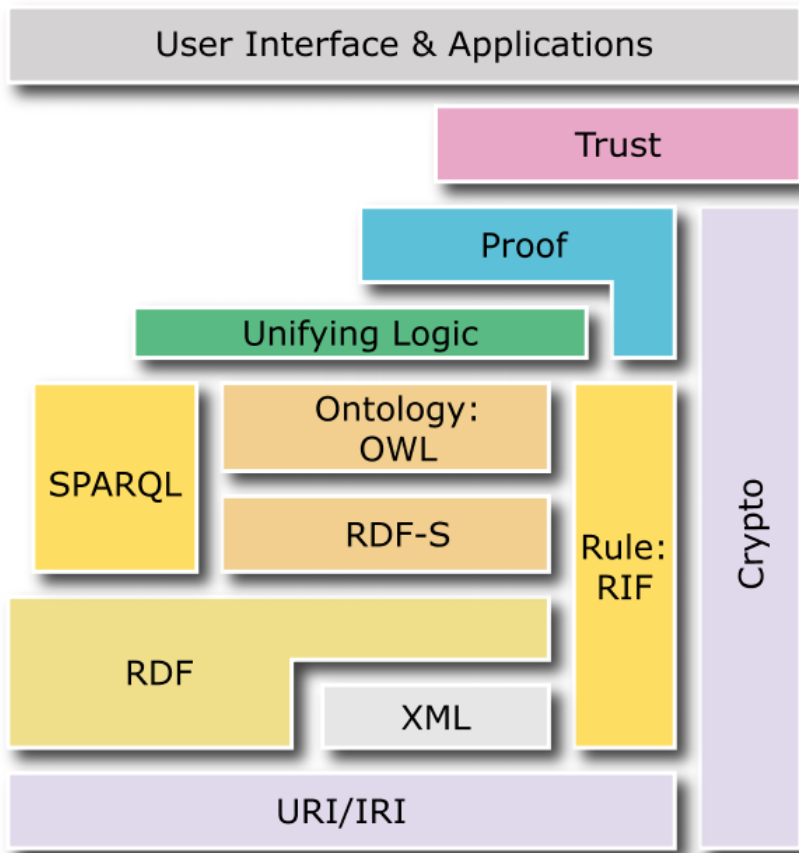 User Interface & Applications
Trust
Proof
Unifying Logic
Ontology:
OWL
SPARQL
RDF-S
Rule:
RIF
Crypto
RDF
XML
URI/IRI